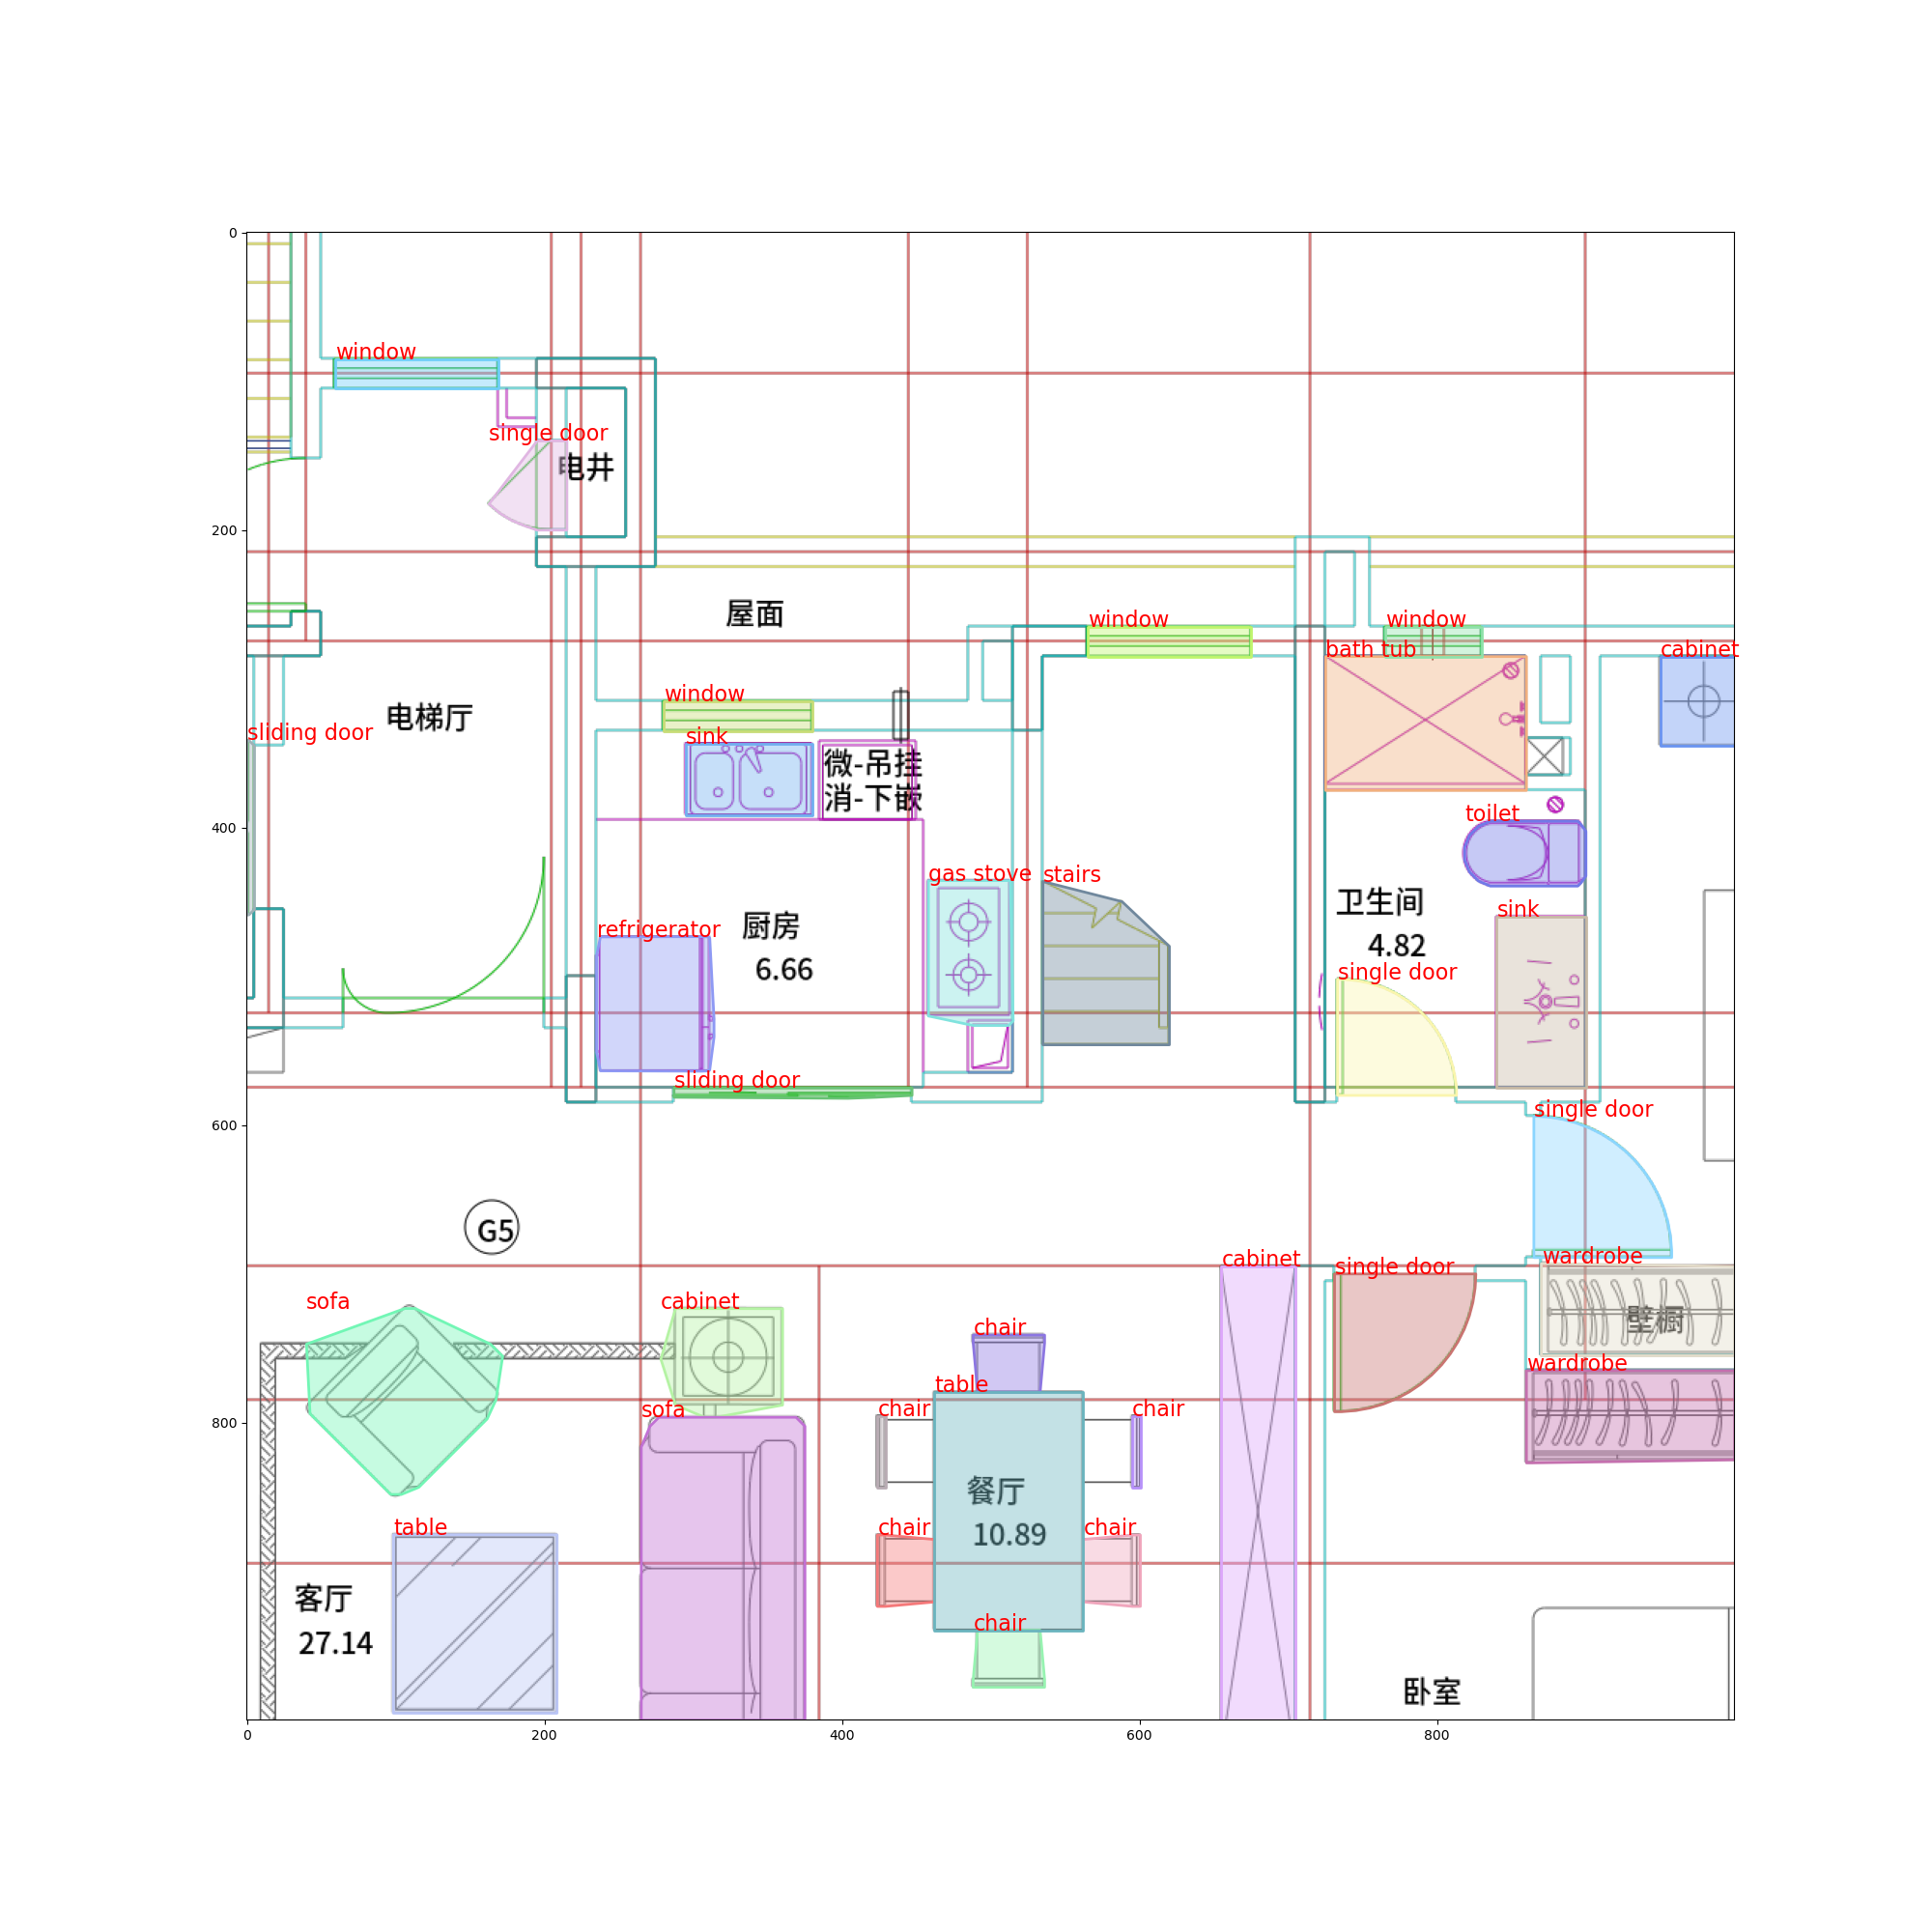 0
window
single door
电井
200
屋面
window
window
bath tub
cabinet
window
电梯厅
sliding door
sink
微-吊挂
消-下嵌
400
toilet
gas stove
stairs
卫生间
4.82
sink
refrigerator
厨房
6.66
single door
sliding door
single door
600
G5
cabinet
single door
wardrobe
壁橱
sofa
cabinet
chair
wardrobe
table
sofa
chair
chair
800
餐厅
10.89
table
chair
chair
客厅
27.14
chair
卧室
0
200
400
600
800